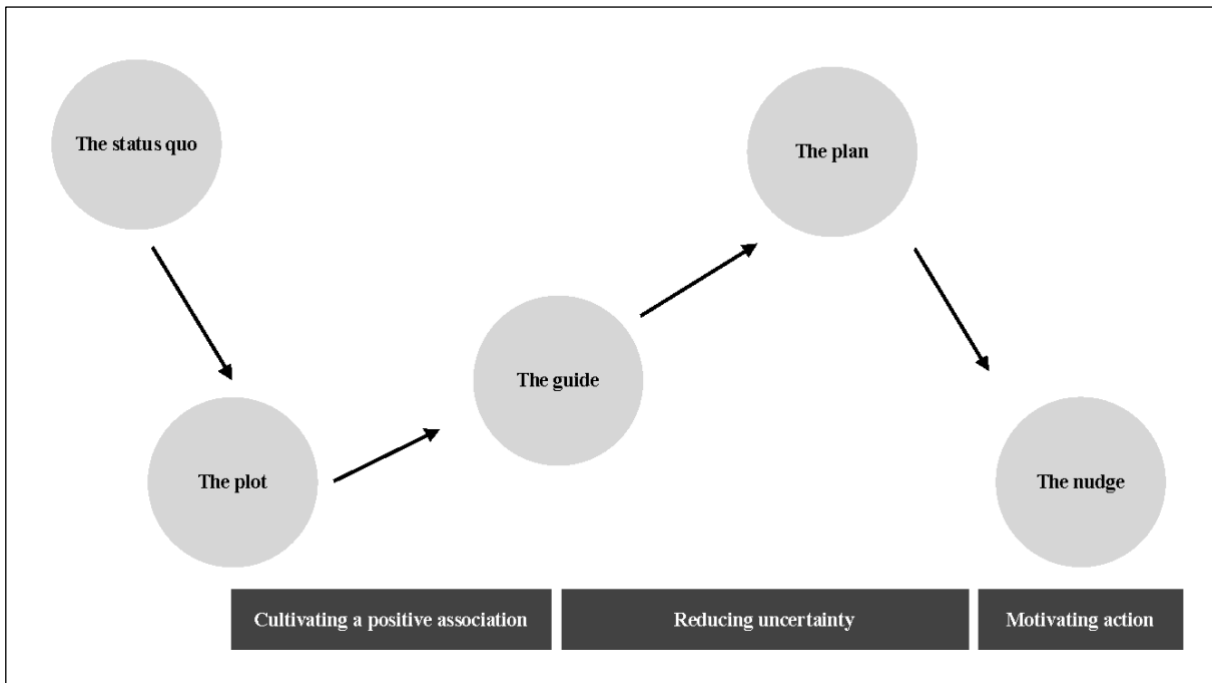 The status quo
The plot
The guide
The plan
The nudge
Cultivating a positive association
Reducing uncertainty
Motivating action